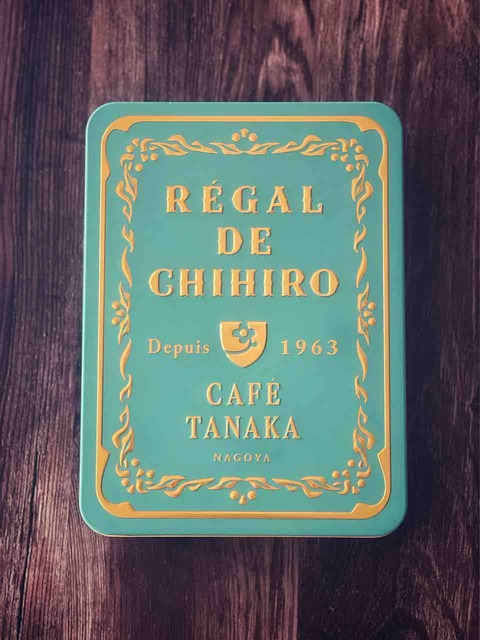 RÉGAL
DE
CHIHIRO
Depuis 1963
CAFÉ
TANAKA
NAGOYA